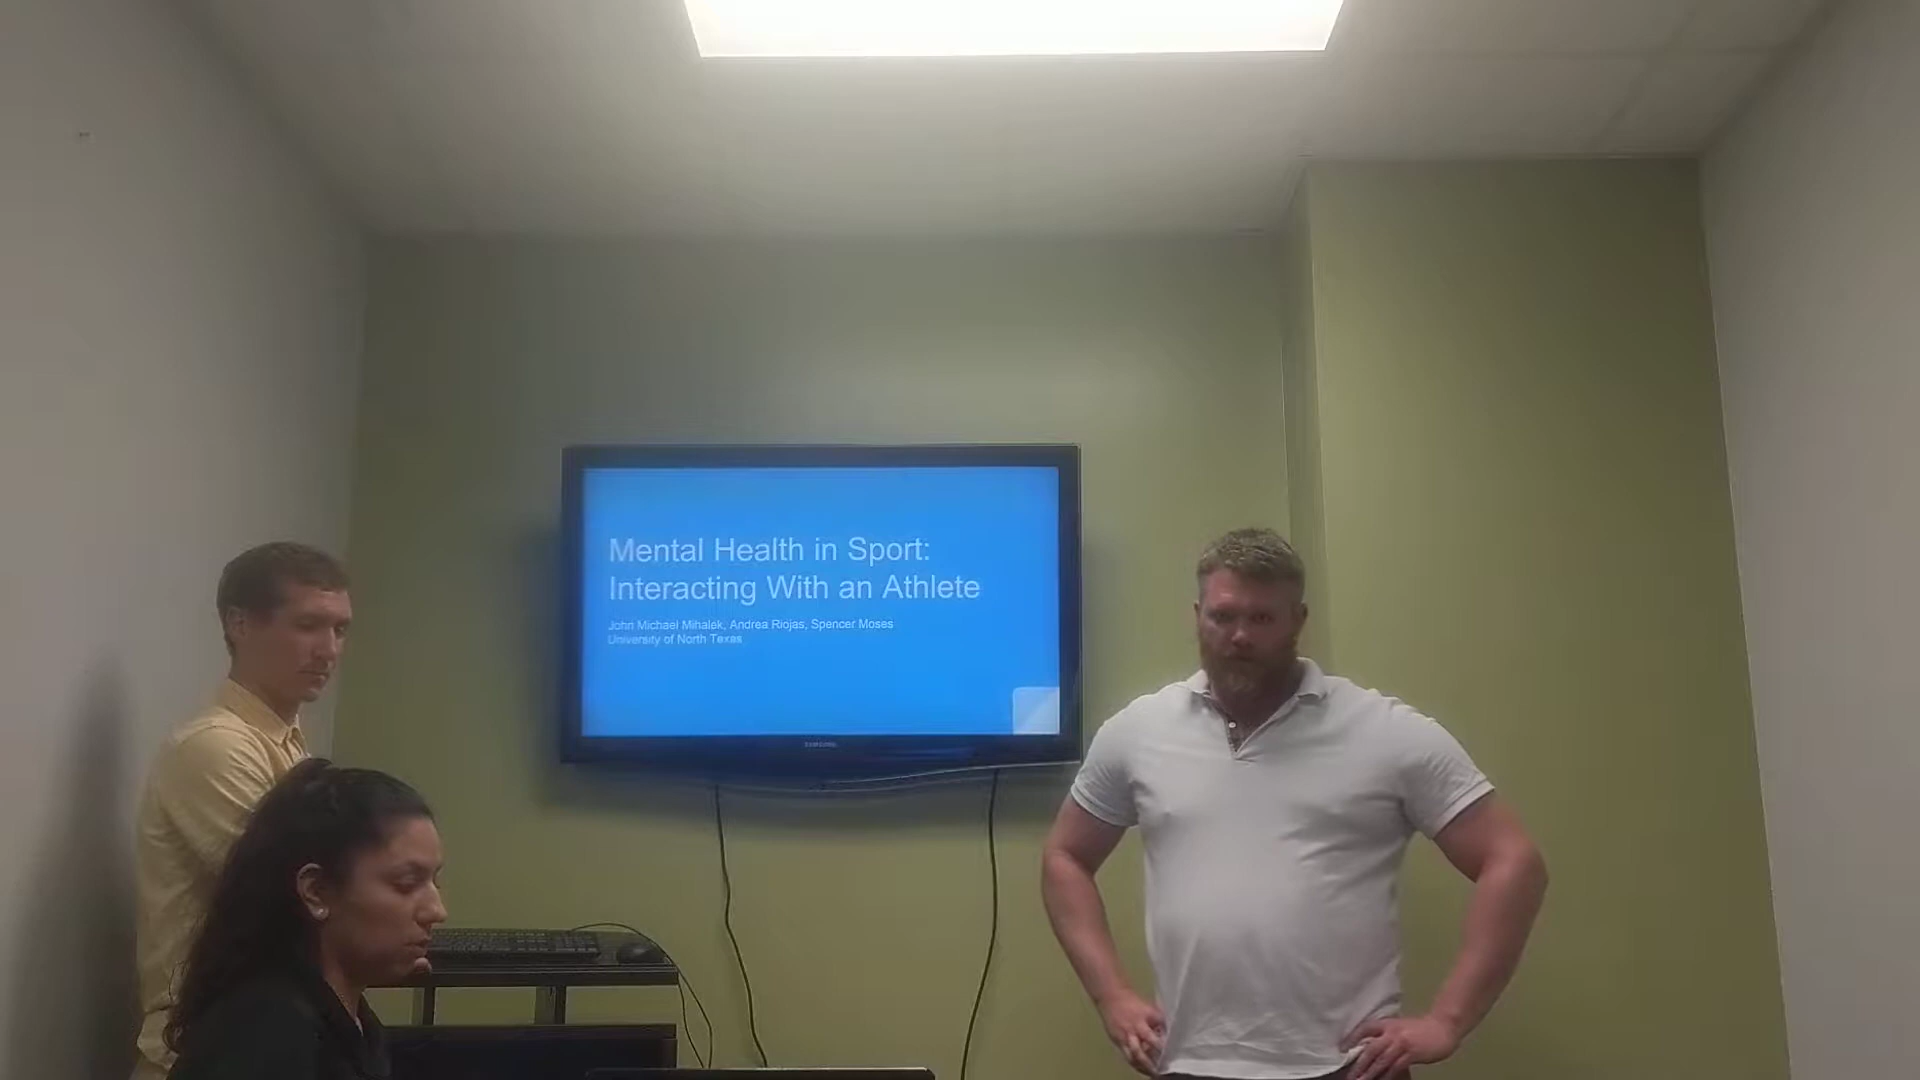 Mental Health in Sport:
Interacting With an Athlete
John Michael Mihalek, Andrea Riojas, Spencer Moses
University of North Texas
SAMSUNG